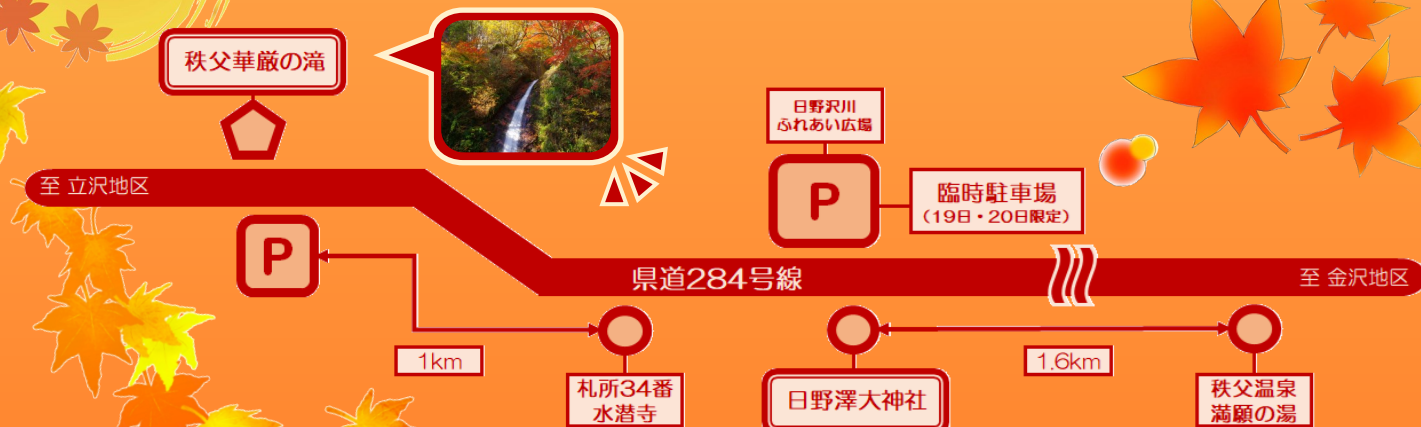 秩父華厳の滝
日野沢川
ふれあい広場
至 立沢地区
P
臨時駐車場
（19日・20日限定）
P
県道284号線
至 金沢地区
1km
1.6km
札所34番
水潜寺
日野澤大神社
秩父温泉
満願の湯